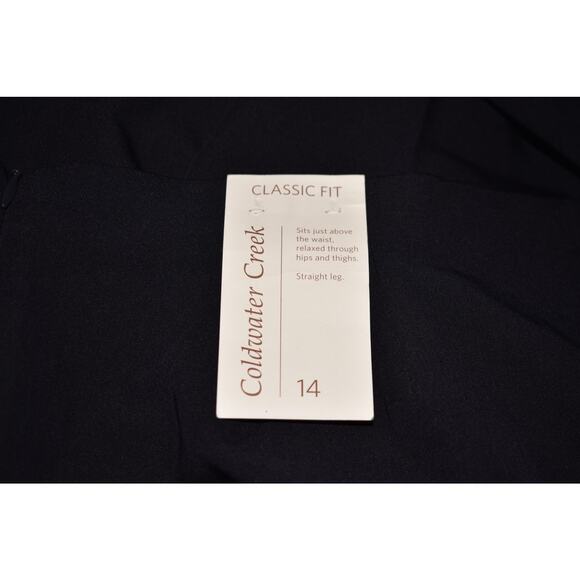 CLASSIC FIT
Coldwater Creek
Sits just above
the waist,
relaxed through
hips and thighs.
Straight leg.
14